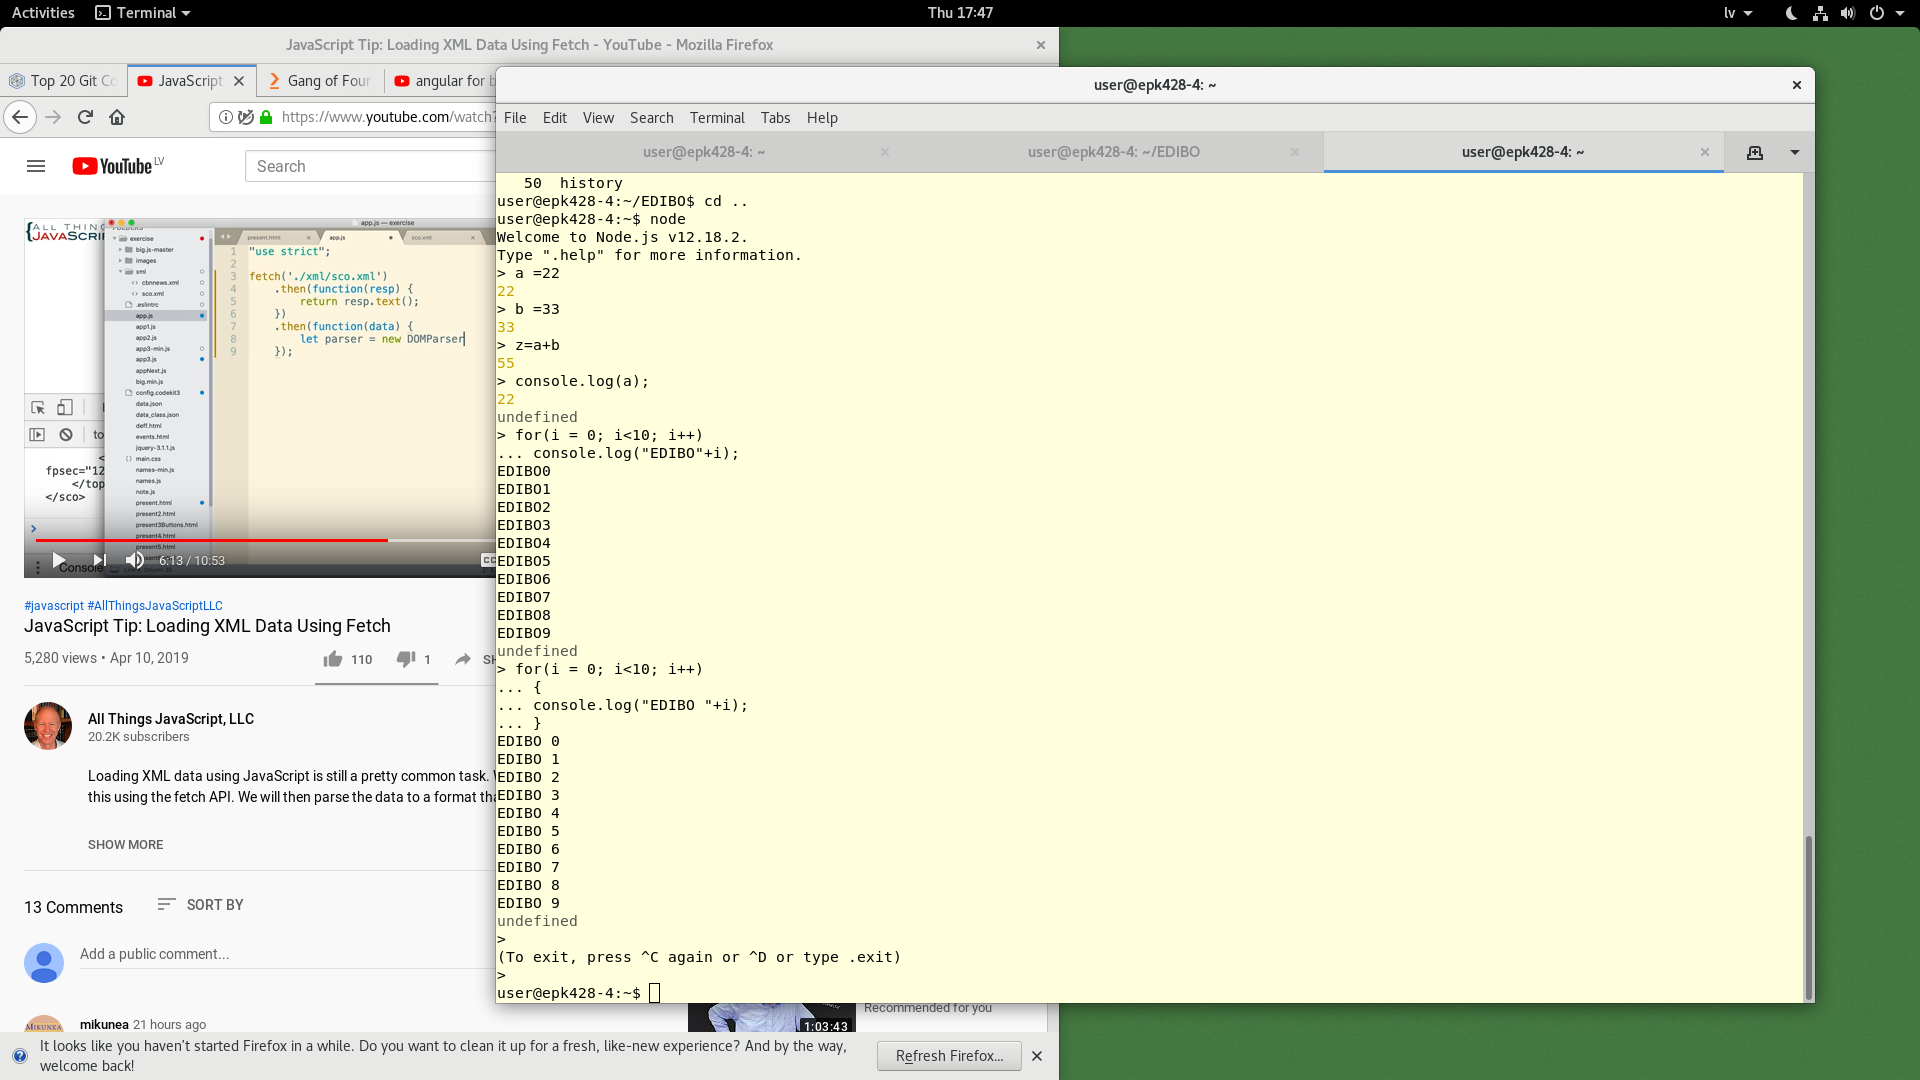 Activities
Terminal
Thu 17:47
lv
JavaScript Tip: Loading XML Data Using Fetch - YouTube - Mozilla Firefox
Top 20 Git Co
JavaScript
Gang of Four
angular for b
https://www.youtube.com/watch?
YouTube LV
Search
ALL THIN
JAVASCRI
app.js — exercise
FOLDERS
exercise
big.js-master
images
xml
cbnnews.xml
sco.xml
.eslintrc
app.js
app1.js
app2.js
app3-min.js
app3.js
appNext.js
big.min.js
config.codekit3
data.json
data_class.json
deff.html
events.html
jquery-3.1.1.js
main.css
names-min.js
names.js
note.js
present.html
present2.html
present3Buttons.html
present4.html
present5.html
present.html
app.js
sco.xml
1 "use strict";
2
3 fetch('./xml/sco.xml')
4 .then(function(resp) {
5 return resp.text();
6 })
7 .then(function(data) {
8 let parser = new DOMParser
9 });
to
<
fpsec="12
</top
</sco>
Console
6:13 / 10:53
CC
#javascript #AllThingsJavaScriptLLC
JavaScript Tip: Loading XML Data Using Fetch
5,280 views • Apr 10, 2019
110
1
SH
All Things JavaScript, LLC
20.2K subscribers
Loading XML data using JavaScript is still a pretty common task. W
this using the fetch API. We will then parse the data to a format tha
SHOW MORE
13 Comments
SORT BY
Add a public comment...
MIKUNEA
mikunea 21 hours ago
1:03:43
Recommended for you
It looks like you haven't started Firefox in a while. Do you want to clean it up for a fresh, like-new experience? And by the way,
welcome back!
Refresh Firefox...
user@epk428-4: ~
File Edit View Search Terminal Tabs Help
user@epk428-4: ~
user@epk428-4: ~/EDIBO
user@epk428-4: ~
50 history
user@epk428-4:~/EDIBO$ cd ..
user@epk428-4:~$ node
Welcome to Node.js v12.18.2.
Type ".help" for more information.
> a =22
22
> b =33
33
> z=a+b
55
> console.log(a);
22
undefined
> for(i = 0; i<10; i++)
... console.log("EDIBO"+i);
EDIBO0
EDIBO1
EDIBO2
EDIBO3
EDIBO4
EDIBO5
EDIBO6
EDIBO7
EDIBO8
EDIBO9
undefined
> for(i = 0; i<10; i++)
... {
... console.log("EDIBO "+i);
... }
EDIBO 0
EDIBO 1
EDIBO 2
EDIBO 3
EDIBO 4
EDIBO 5
EDIBO 6
EDIBO 7
EDIBO 8
EDIBO 9
undefined
>
(To exit, press ^C again or ^D or type .exit)
>
user@epk428-4:~$